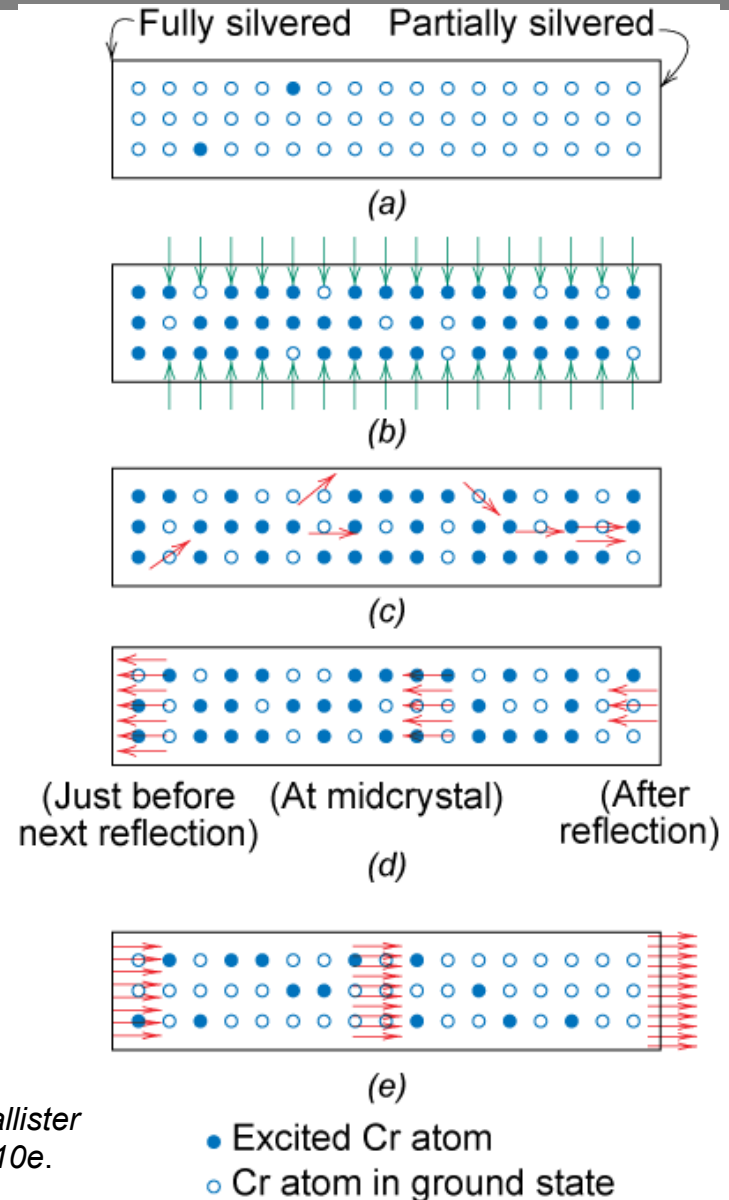 Fully silvered Partially silvered
(a)
(b)
(c)
(Just before (At midcrystal) (After
next reflection) reflection)
(d)
(e)
allister
10e.
Excited Cr atom
Cr atom in ground state